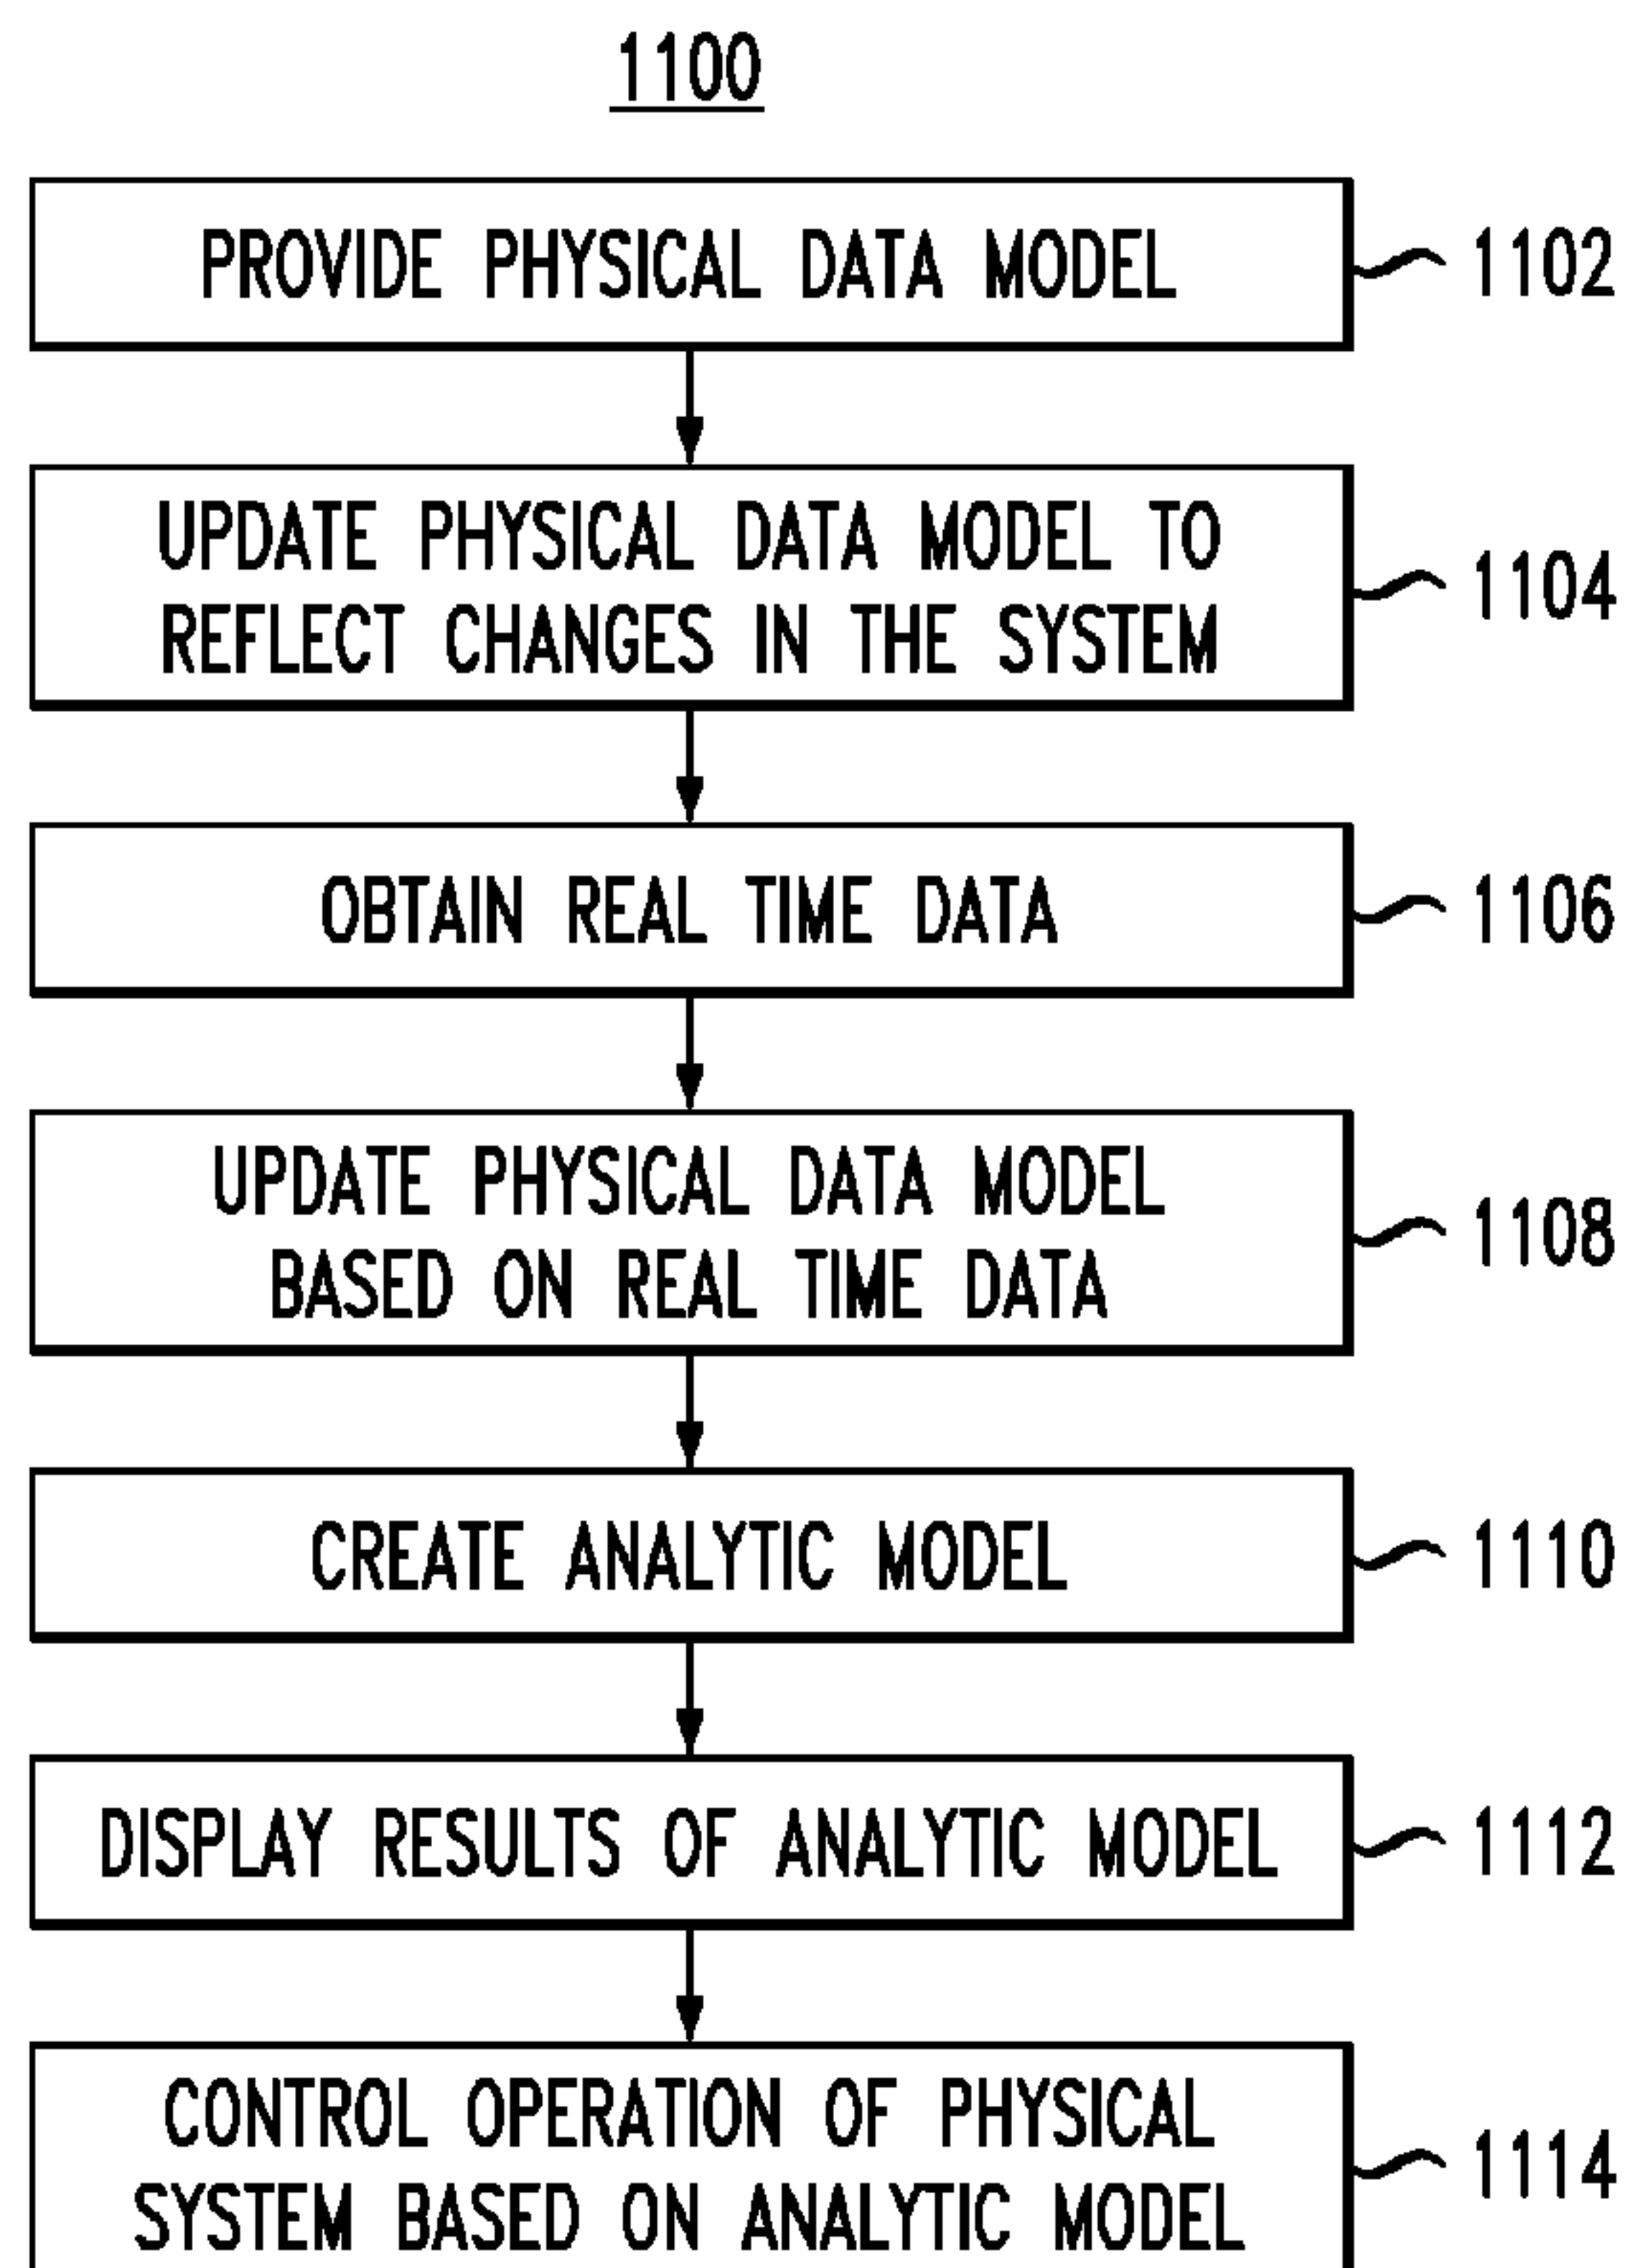 1100
PROVIDE PHYSICAL DATA MODEL
1102
UPDATE PHYSICAL DATA MODEL TO
REFLECT CHANGES IN THE SYSTEM
1104
OBTAIN REAL TIME DATA
1106
UPDATE PHYSICAL DATA MODEL
BASED ON REAL TIME DATA
1108
CREATE ANALYTIC MODEL
1110
DISPLAY RESULTS OF ANALYTIC MODEL
1112
CONTROL OPERATION OF PHYSICAL
SYSTEM BASED ON ANALYTIC MODEL
1114